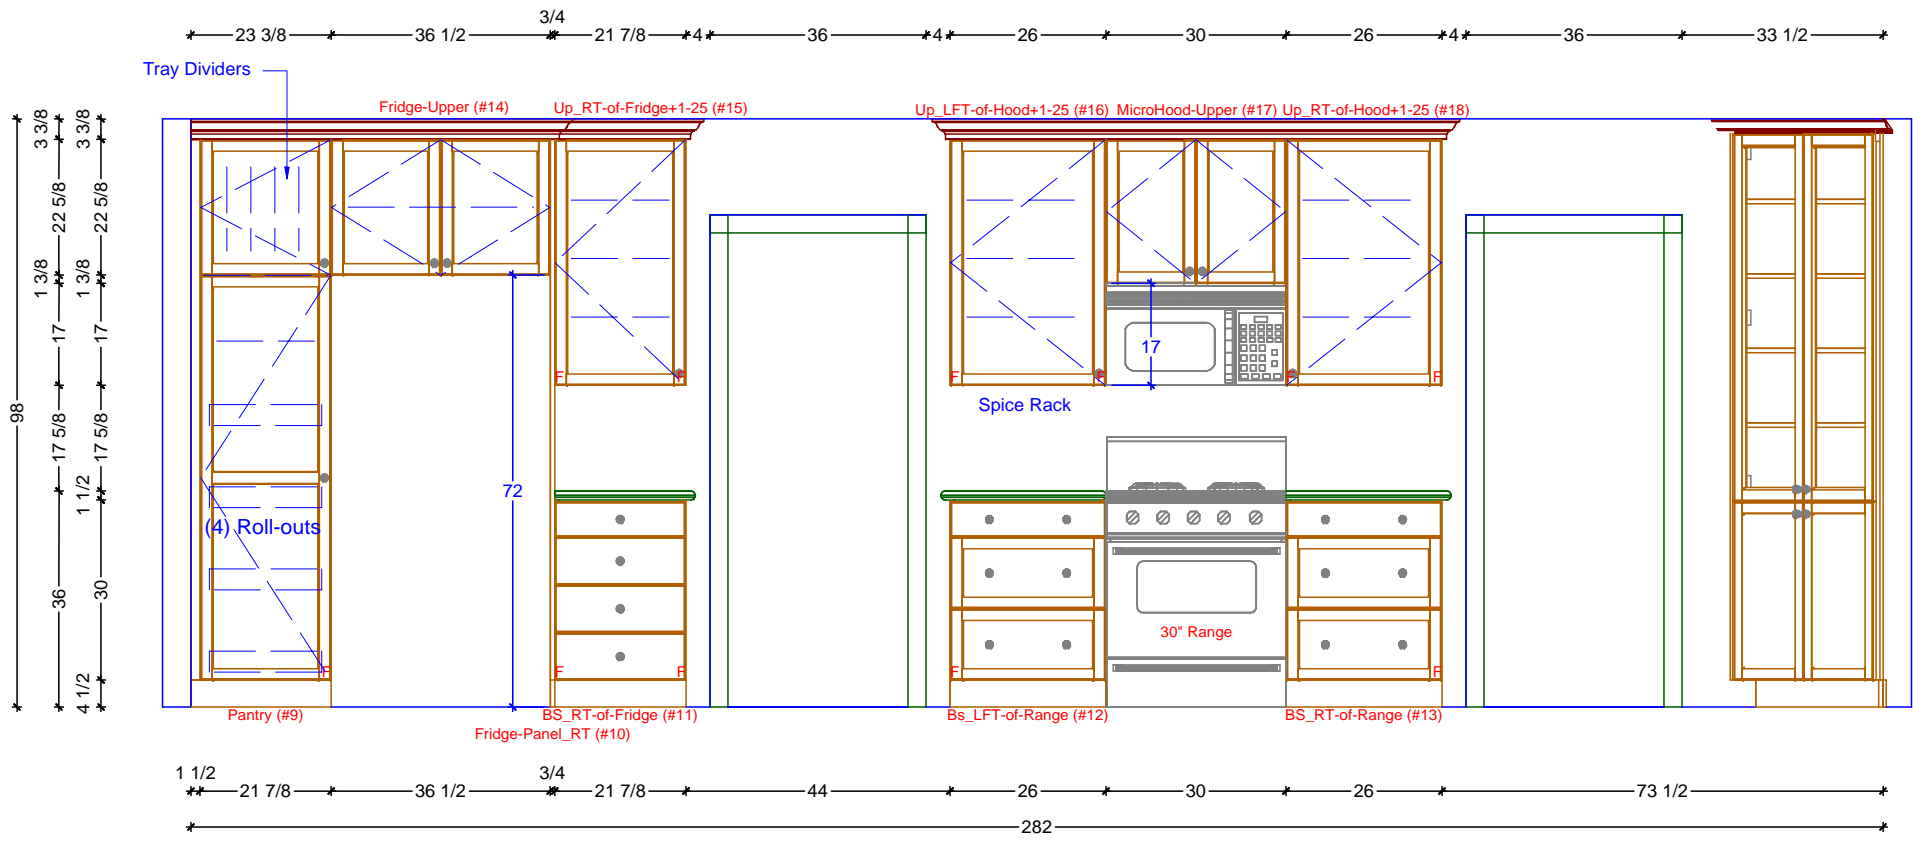 3/4
23 3/8 36 1/2 21 7/8 4 36 4 26 30 26 4 36 33 1/2
Tray Dividers
Fridge-Upper (#14) Up_RT-of-Fridge+1-25 (#15) Up_LFT-of-Hood+1-25 (#16) MicroHood-Upper (#17) Up_RT-of-Hood+1-25 (#18)
3 3/8 3 3/8
22 5/8 22 5/8
1 3/8 1 3/8
17 17
17
F F F F F F
98
Spice Rack
17 5/8 17 5/8
72
1 1/2
(4) Roll-outs
36 30
30" Range
F F F F F
4 1/2
Pantry (#9) BS_RT-of-Fridge (#11) Bs_LFT-of-Range (#12) BS_RT-of-Range (#13)
Fridge-Panel_RT (#10)
1 1/2 3/4
21 7/8 36 1/2 21 7/8 44 26 30 26 73 1/2
282